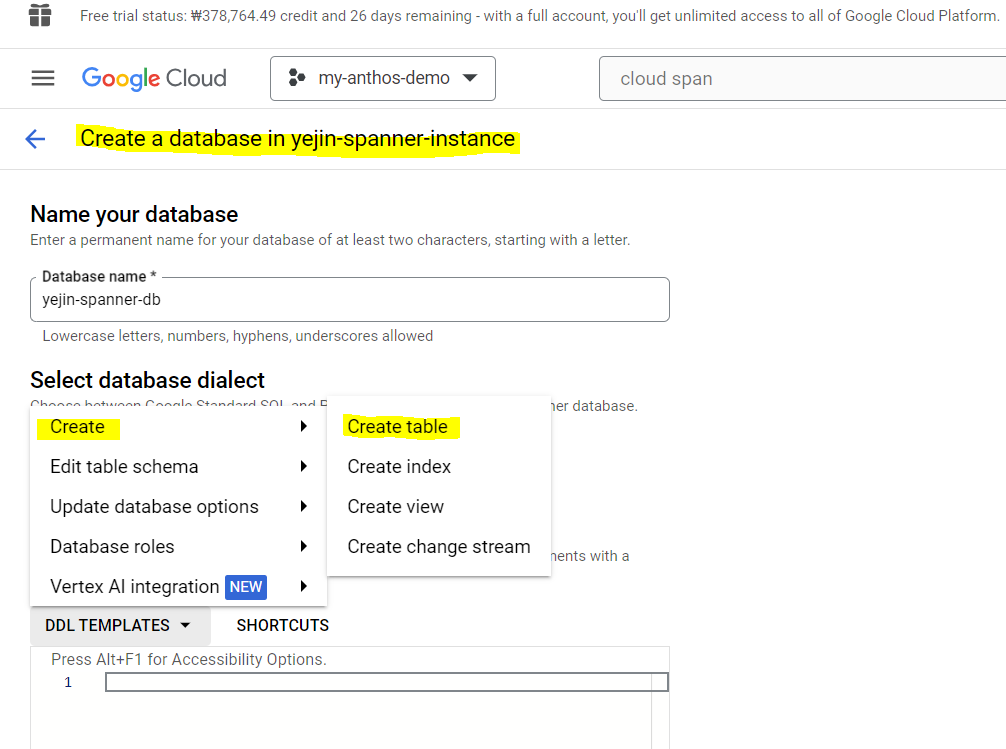 Free trial status: ₩378,764.49 credit and 26 days remaining - with a full account, you'll get unlimited access to all of Google Cloud Platform.
Google Cloud
my-anthos-demo
cloud span
Create a database in yejin-spanner-instance
Name your database
Enter a permanent name for your database of at least two characters, starting with a letter.
Database name *
yejin-spanner-db
Lowercase letters, numbers, hyphens, underscores allowed
Select database dialect
Choose between Google Standard SQL and database.
Create
Edit table schema
Update database options
Database roles
Vertex AI integration NEW
Create table
Create index
Create view
Create change stream
with a
DDL TEMPLATES
SHORTCUTS
Press Alt+F1 for Accessibility Options.
1